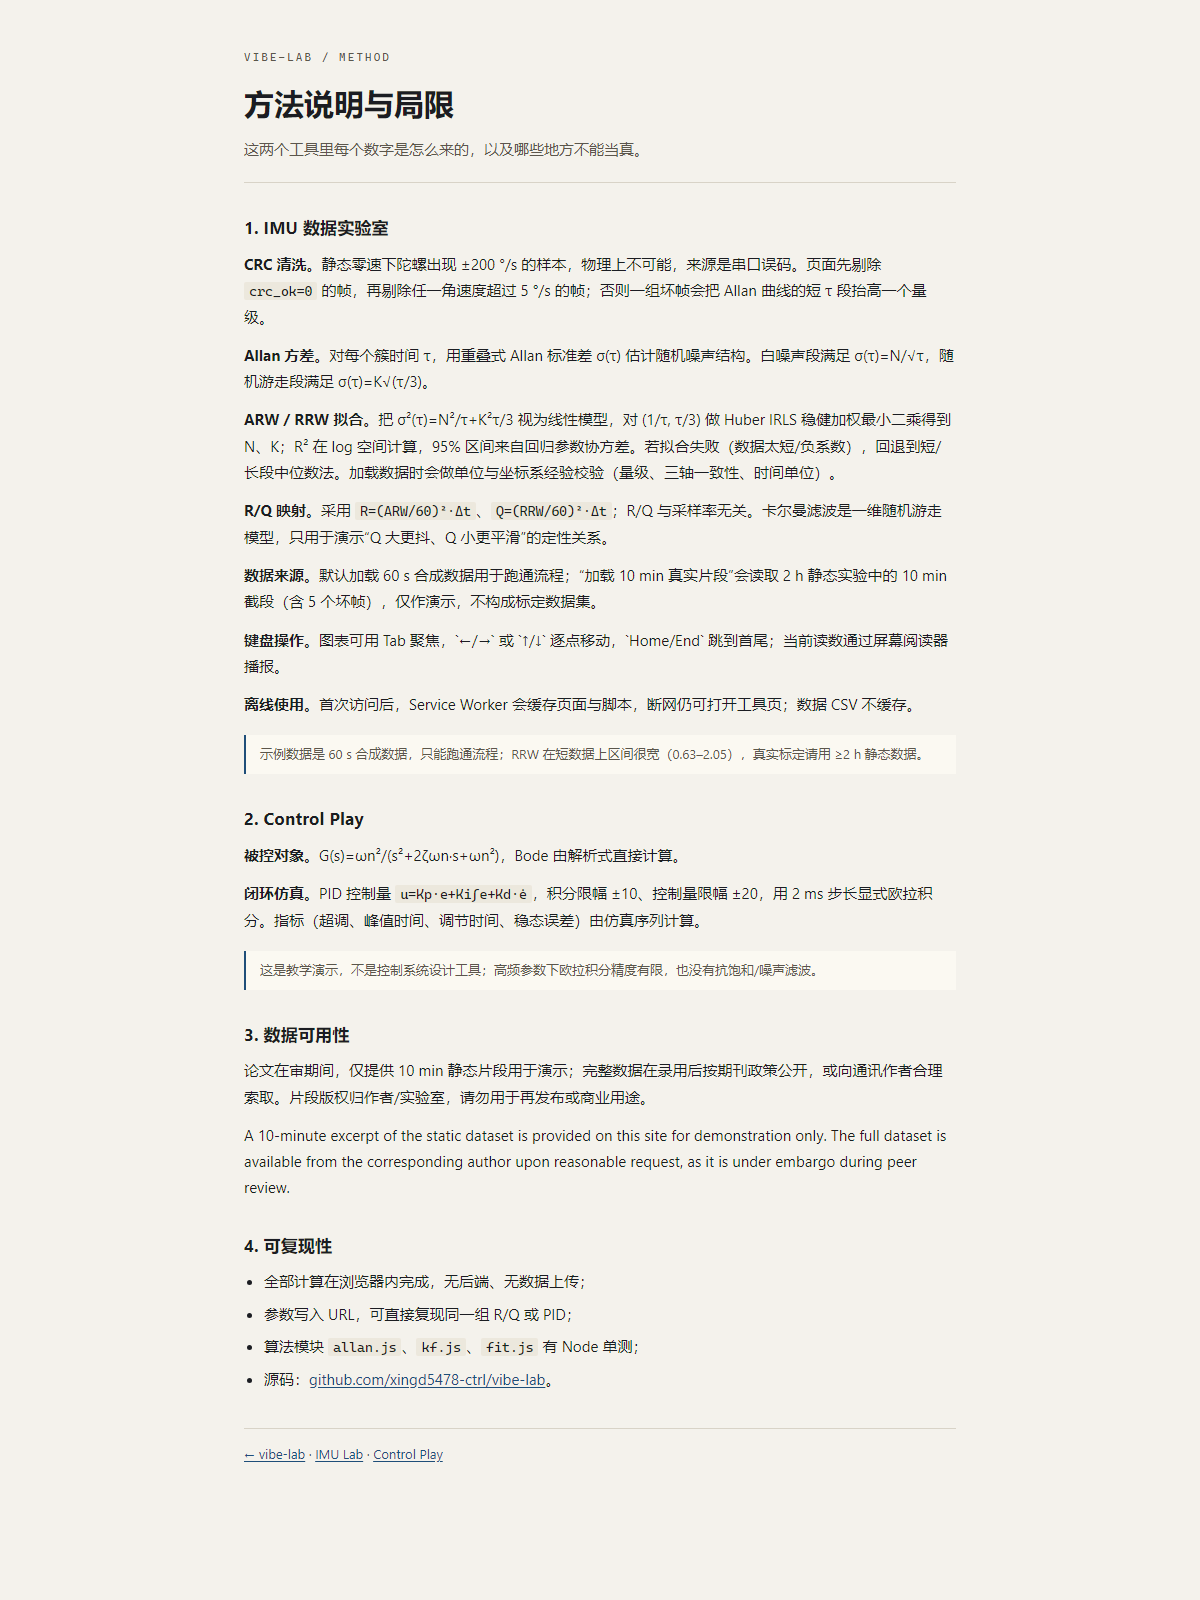 VIBE-LAB / METHOD
方法说明与局限
这两个工具里每个数字是怎么来的，以及哪些地方不能当真。
1. IMU 数据实验室
CRC 清洗。静态零速下陀螺出现 ±200 °/s 的样本，物理上不可能，来源是串口误码。页面先剔除
crc_ok=0 的帧，再剔除任一角速度超过 5 °/s 的帧；否则一组坏帧会把 Allan 曲线的短 τ 段抬高一个量
级。
Allan 方差。对每个簇时间 τ，用重叠式 Allan 标准差 σ(τ) 估计随机噪声结构。白噪声段满足 σ(τ)=N/√τ，随
机游走段满足 σ(τ)=K√(τ/3)。
ARW / RRW 拟合。把 σ²(τ)=N²/τ+K²τ/3 视为线性模型，对 (1/τ, τ/3) 做 Huber IRLS 稳健加权最小二乘得到
N、K；R² 在 log 空间计算，95% 区间来自回归参数协方差。若拟合失败（数据太短/负系数），回退到短/
长段中位数法。加载数据时会做单位与坐标系经验校验（量级、三轴一致性、时间单位）。
R/Q 映射。采用 R=(ARW/60)²·Δt、Q=(RRW/60)²·Δt；R/Q 与采样率无关。卡尔曼滤波是一维随机游走
模型，只用于演示“Q 大更抖、Q 小更平滑”的定性关系。
数据来源。默认加载 60 s 合成数据用于跑通流程；“加载 10 min 真实片段”会读取 2 h 静态实验中的 10 min
截段（含 5 个坏帧），仅作演示，不构成标定数据集。
键盘操作。图表可用 Tab 聚焦，`←/→` 或 `↑/↓` 逐点移动，`Home/End` 跳到首尾；当前读数通过屏幕阅读器
播报。
离线使用。首次访问后，Service Worker 会缓存页面与脚本，断网仍可打开工具页；数据 CSV 不缓存。
示例数据是 60 s 合成数据，只能跑通流程；RRW 在短数据上区间很宽（0.63–2.05），真实标定请用 ≥2 h 静态数据。
2. Control Play
被控对象。G(s)=ωn²/(s²+2ζωn·s+ωn²)，Bode 由解析式直接计算。
闭环仿真。PID 控制量 u=Kp·e+Ki∫e+Kd·ė，积分限幅 ±10、控制量限幅 ±20，用 2 ms 步长显式欧拉积
分。指标（超调、峰值时间、调节时间、稳态误差）由仿真序列计算。
这是教学演示，不是控制系统设计工具；高频参数下欧拉积分精度有限，也没有抗饱和/噪声滤波。
3. 数据可用性
论文在审期间，仅提供 10 min 静态片段用于演示；完整数据在录用后按期刊政策公开，或向通讯作者合理
索取。片段版权归作者/实验室，请勿用于再发布或商业用途。
A 10-minute excerpt of the static dataset is provided on this site for demonstration only. The full dataset is
available from the corresponding author upon reasonable request, as it is under embargo during peer
review.
4. 可复现性
• 全部计算在浏览器内完成，无后端、无数据上传；
• 参数写入 URL，可直接复现同一组 R/Q 或 PID；
• 算法模块 allan.js、kf.js、fit.js 有 Node 单测；
• 源码：github.com/xingd5478-ctrl/vibe-lab。
← vibe-lab · IMU Lab · Control Play